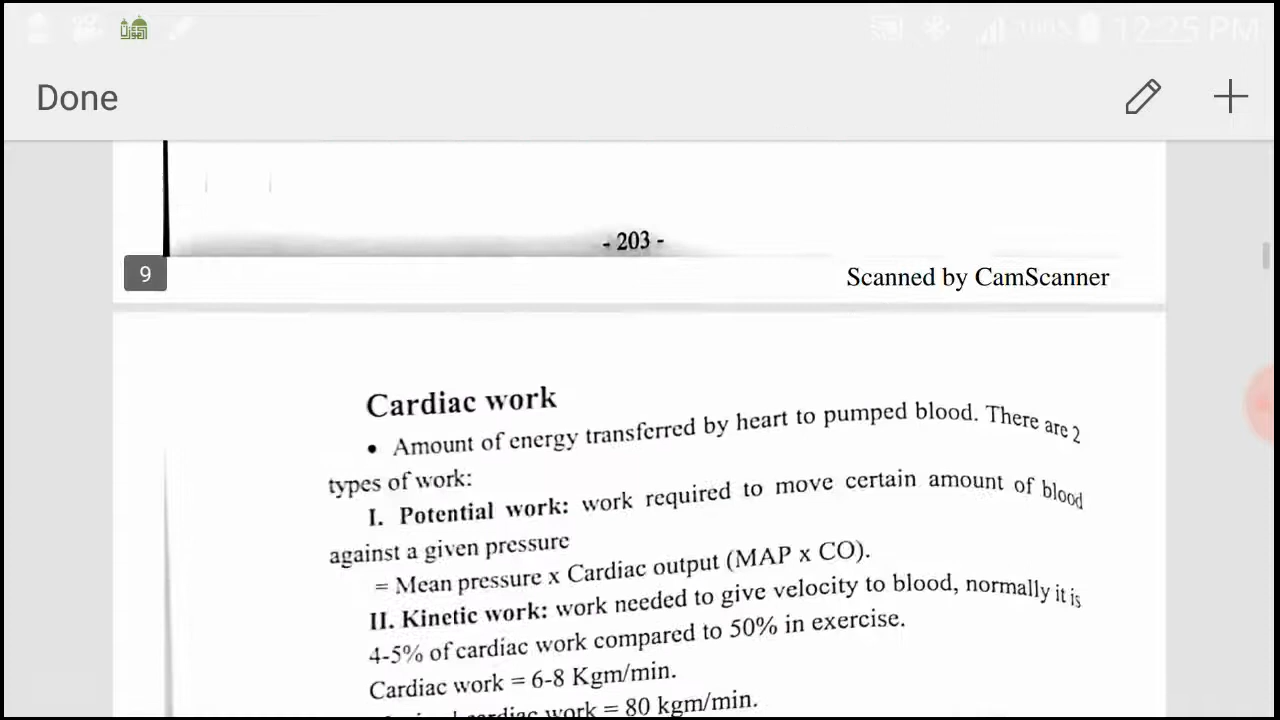 100% 12:25 PM
Done
- 203 -
9
Scanned by CamScanner
Cardiac work
• Amount of energy transferred by heart to pumped blood. There are 2
types of work:
I. Potential work: work required to move certain amount of blood
against a given pressure
= Mean pressure x Cardiac output (MAP x CO).
II. Kinetic work: work needed to give velocity to blood, normally it is
4-5% of cardiac work compared to 50% in exercise.
Cardiac work = 6-8 Kgm/min.
cardiac work = 80 kgm/min.